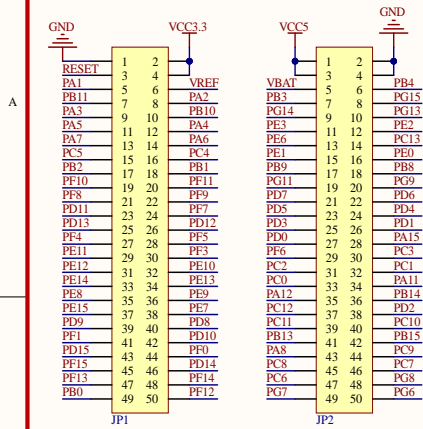 GND VCC3.3 VCC5 GND
1 2 1 2
RESET 3 4 3 4
PA1 5 6 VREF VBAT 5 6 PB4
PB11 7 8 PA2 PB3 7 8 PG15
A PA3 9 10 PB10 PG14 9 10 PG13
PA5 11 12 PA4 PE3 11 12 PE2
PA7 13 14 PA6 PE6 13 14 PC13
PC5 15 16 PC4 PE1 15 16 PE0
PB2 17 18 PB1 PB9 17 18 PB8
PF10 19 20 PF11 PG11 19 20 PG9
PF8 21 22 PF9 PD7 21 22 PD6
PD11 23 24 PF7 PD5 23 24 PD4
PD13 25 26 PD12 PD3 25 26 PD1
PF4 27 28 PF5 PD0 27 28 PA15
PE11 29 30 PF3 PF6 29 30 PC3
PE12 31 32 PE10 PC2 31 32 PC1
PE14 33 34 PE13 PC0 33 34 PA11
PE8 35 36 PE9 PA12 35 36 PB14
PE15 37 38 PE7 PC12 37 38 PD2
PD9 39 40 PD8 PC11 39 40 PC10
PF1 41 42 PD10 PB13 41 42 PB15
PD15 43 44 PF0 PA8 43 44 PC9
PF15 45 46 PD14 PC8 45 46 PC7
PF13 47 48 PF14 PC6 47 48 PG8
PB0 49 50 PF12 PG7 49 50 PG6
JP1 JP2